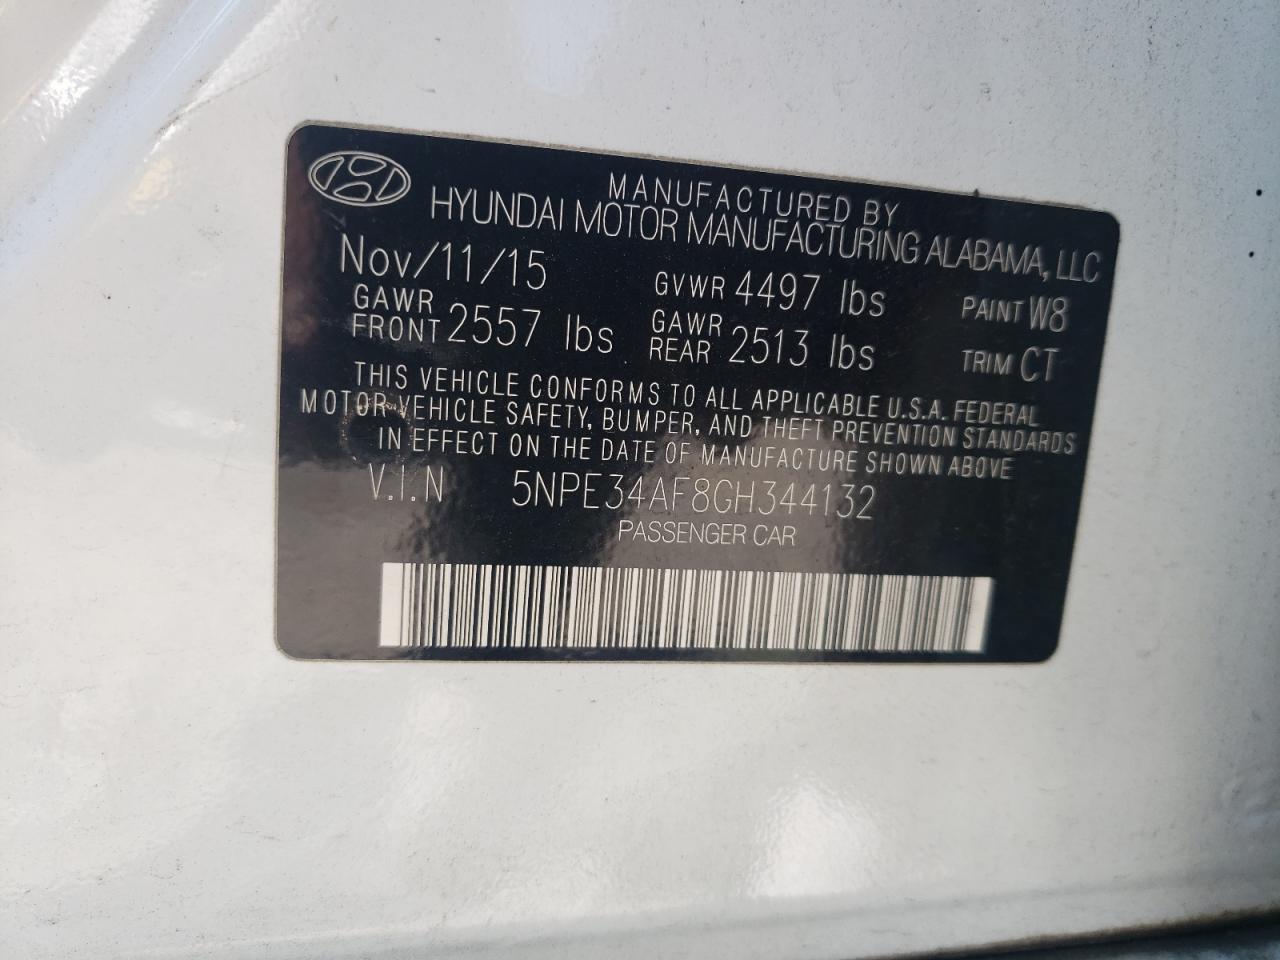 MANUFACTURED BY
HYUNDAI MOTOR MANUFACTURING ALABAMA, LLC
Nov/11/15 GVWR 4497 lbs PAINT W8
GAWR FRONT 2557 lbs GAWR REAR 2513 lbs TRIM CT
THIS VEHICLE CONFORMS TO ALL APPLICABLE U.S.A. FEDERAL
MOTOR VEHICLE SAFETY, BUMPER, AND THEFT PREVENTION STANDARDS
IN EFFECT ON THE DATE OF MANUFACTURE SHOWN ABOVE
V.I.N 5NPE34AF8GH344132
PASSENGER CAR